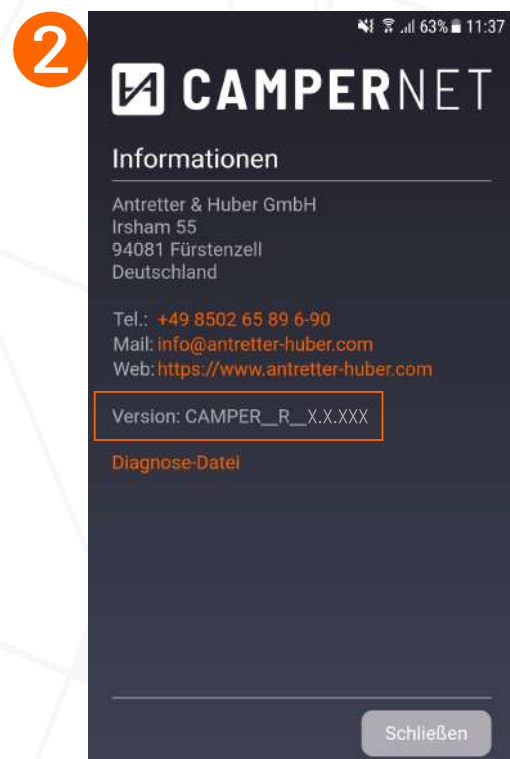 2
63% 11:37
CAMPERNET
Informationen
Antretter & Huber GmbH
Irsham 55
94081 Fürstenzell
Deutschland
Tel.: +49 8502 65 89 6-90
Mail: info@antretter-huber.com
Web: https://www.antretter-huber.com
Version: CAMPER__R__X.X.XXX
Diagnose-Datei
Schließen